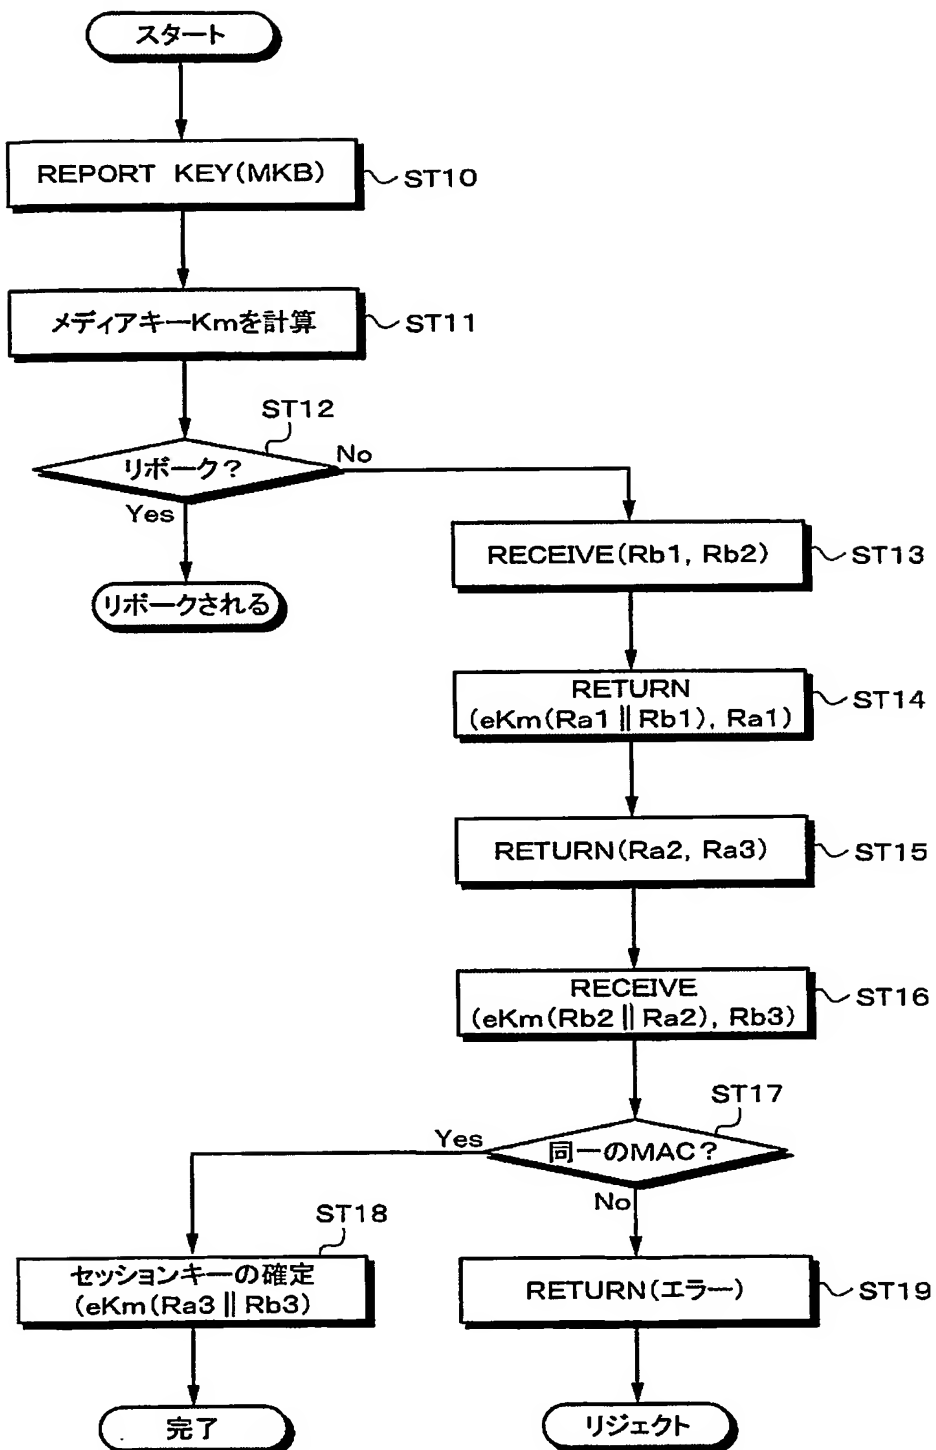 スタート
REPORT KEY(MKB)
ST10
メディアキーKmを計算
ST11
ST12
リボーク?
No
Yes
リボークされる
RECEIVE(Rb1, Rb2)
ST13
RETURN
(eKm(Ra1||Rb1), Ra1)
ST14
RETURN(Ra2, Ra3)
ST15
RECEIVE
(eKm(Rb2||Ra2), Rb3)
ST16
ST17
同一のMAC?
Yes
No
ST18
セッションキーの確定
(eKm(Ra3||Rb3)
RETURN(エラー)
ST19
完了
リジェクト